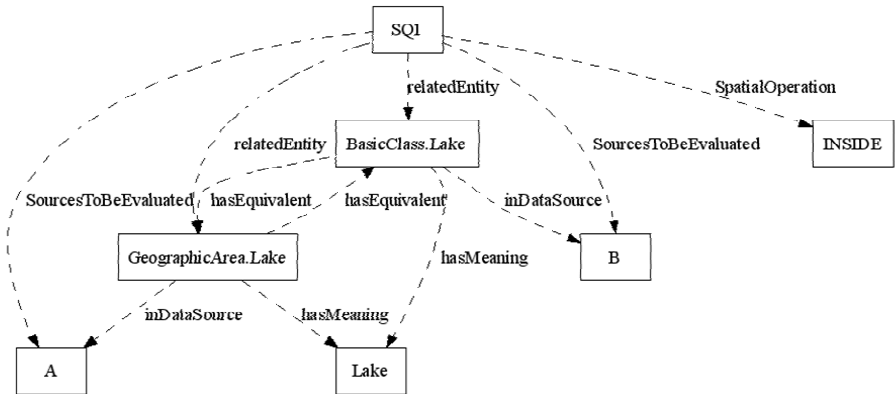 SQ1
relatedEntity
SpatialOperation
relatedEntity
BasicClass.Lake
SourcesToBeEvaluated
INSIDE
SourcesToBeEvaluated
hasEquivalent
hasEquivalent
inDataSource
GeographicArea.Lake
hasMeaning
B
inDataSource
hasMeaning
A
Lake